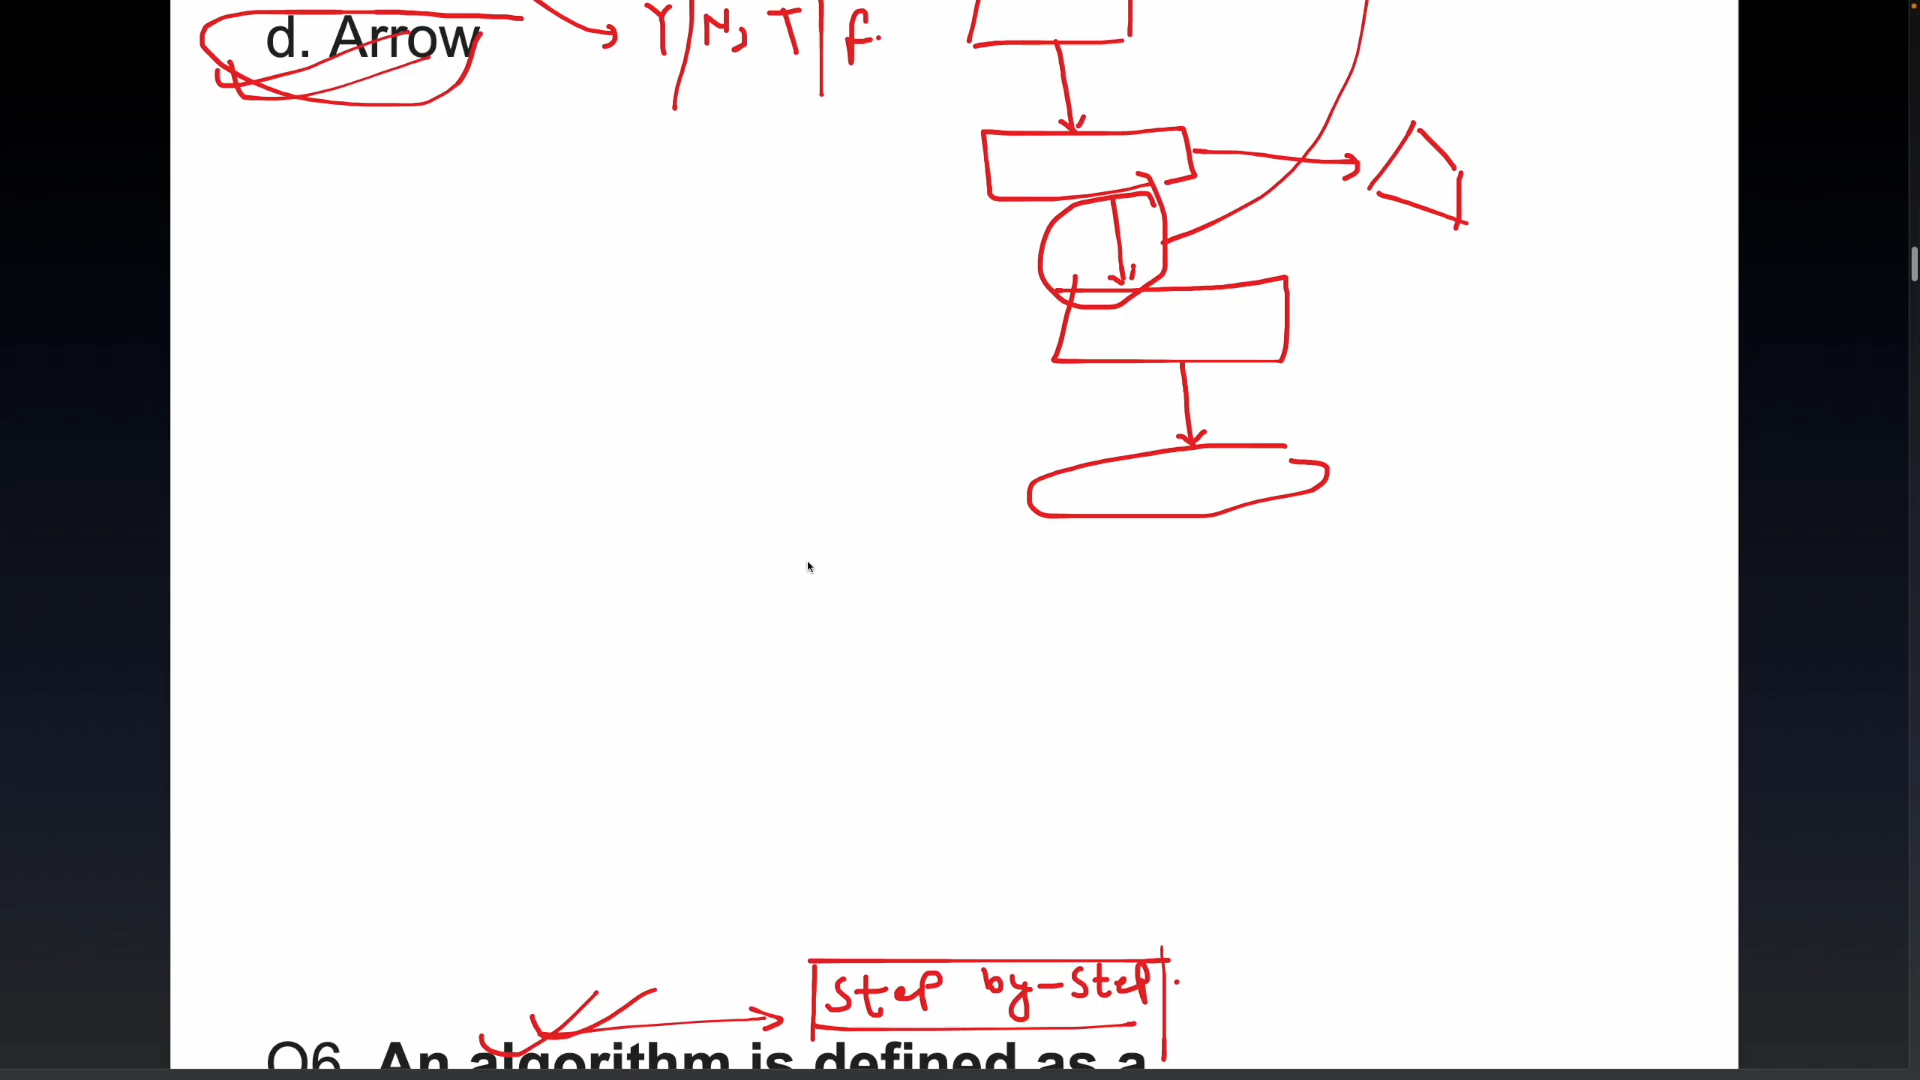 d. Arrow
Y/N, T/F.
Step by-Step.
Q6. An algorithm is defined as a